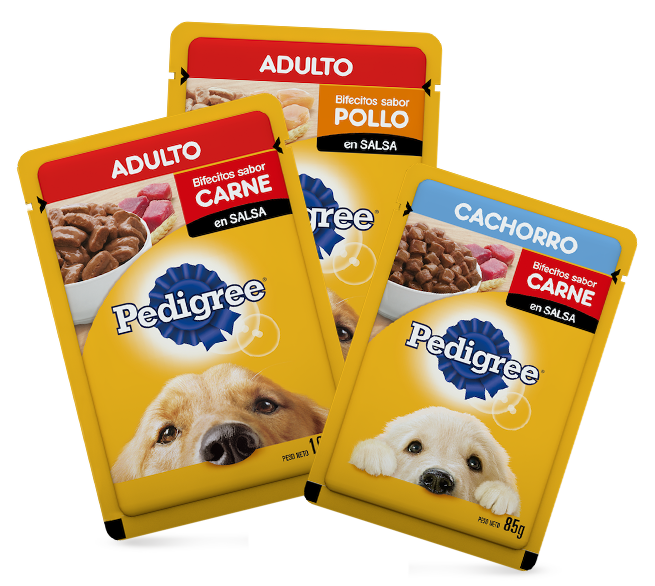 ADULTO
Bifecitos sabor
POLLO
en SALSA
gree®
ADULTO
Bifecitos sabor
CARNE
en SALSA
Pedigree®
PESO NETO
CACHORRO
Bifecitos sabor
CARNE
en SALSA
Pedigree®
PESO NETO 85g